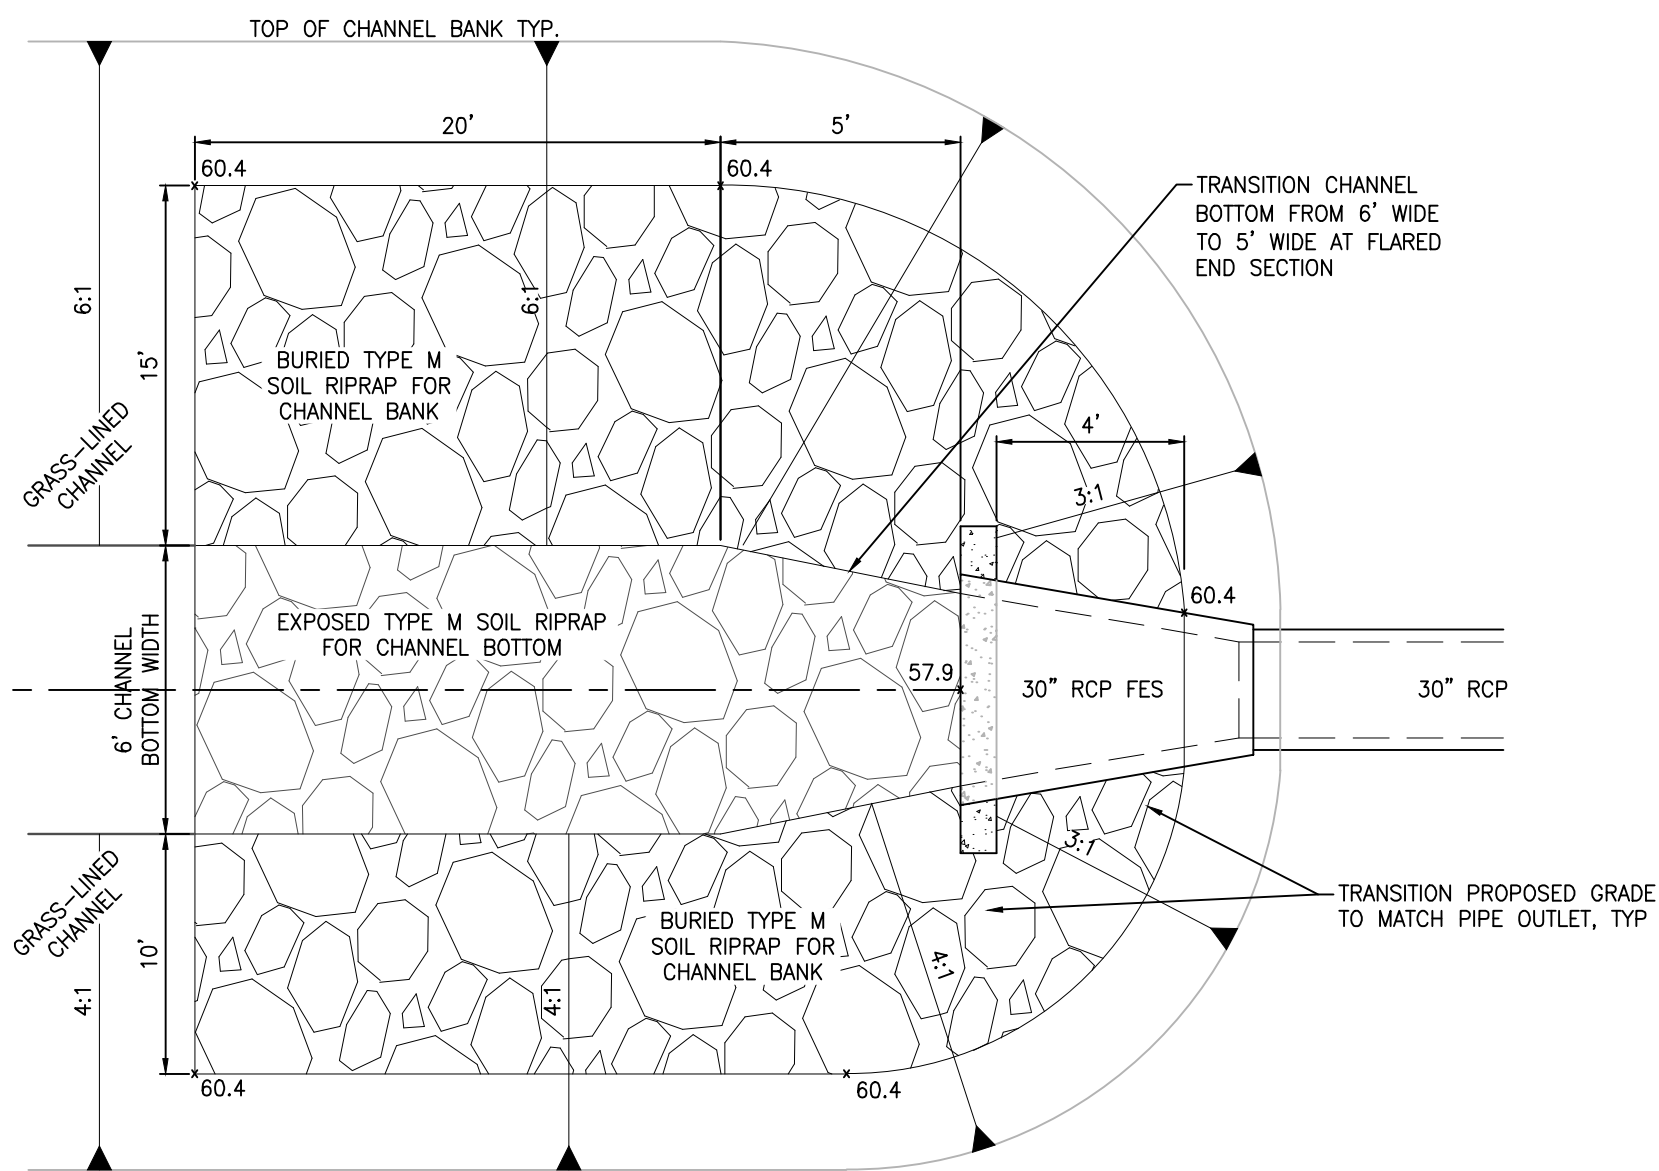 TOP OF CHANNEL BANK TYP.
20'
5'
60.4
60.4
TRANSITION CHANNEL
BOTTOM FROM 6' WIDE
TO 5' WIDE AT FLARED
END SECTION
6:1
6:1
15'
BURIED TYPE M
SOIL RIPRAP FOR
CHANNEL BANK
GRASS-LINED
CHANNEL
4'
3:1
60.4
EXPOSED TYPE M SOIL RIPRAP
FOR CHANNEL BOTTOM
6' CHANNEL
BOTTOM WIDTH
57.9
30" RCP FES
30" RCP
3:1
GRASS-LINED
CHANNEL
TRANSITION PROPOSED GRADE
TO MATCH PIPE OUTLET, TYP
BURIED TYPE M
SOIL RIPRAP FOR
CHANNEL BANK
10'
4:1
4:1
4:1
60.4
60.4